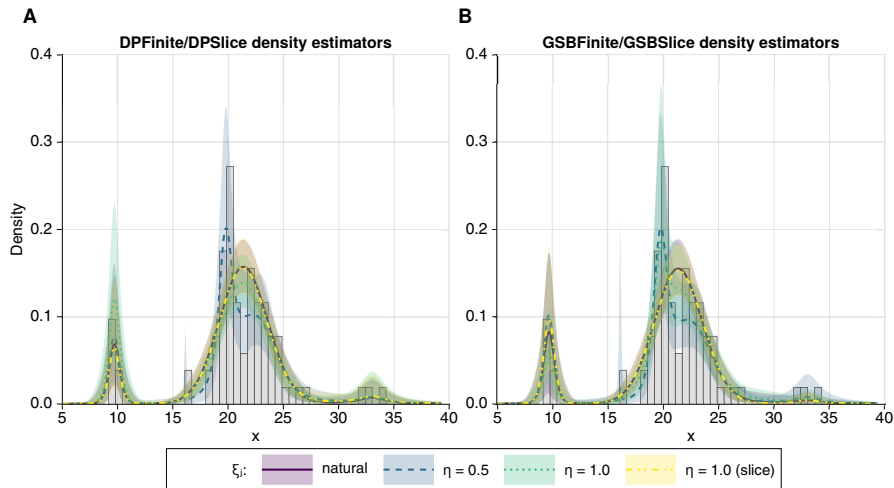 A
B
DPFinite/DPSlice density estimators
GSBFinite/GSBSlice density estimators
Density
0.4
0.3
0.2
0.1
0.0
5 10 15 20 25 30 35 40
x
0.4
0.3
0.2
0.1
0.0
5 10 15 20 25 30 35 40
x
ξⱼ: natural η = 0.5 η = 1.0 η = 1.0 (slice)